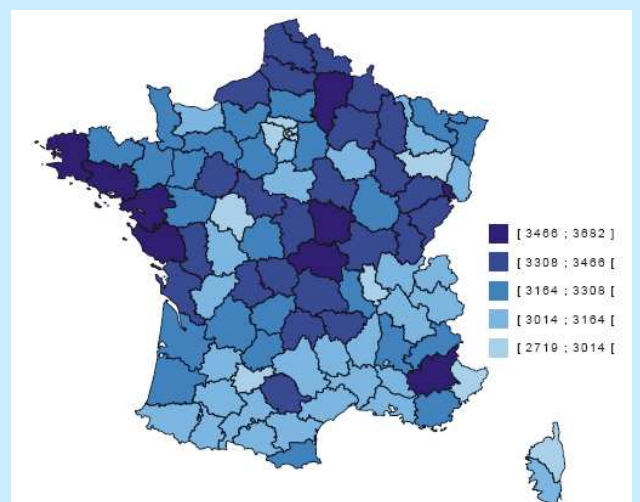 [ 3466 ; 3682 ]
[ 3308 ; 3466 [
[ 3164 ; 3308 [
[ 3014 ; 3164 [
[ 2719 ; 3014 [